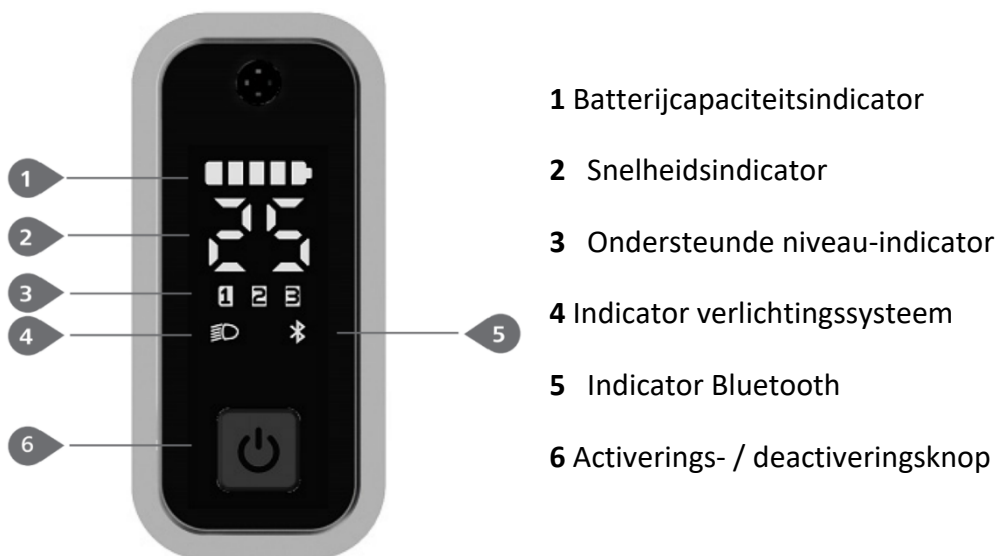 1 Batterijcapaciteitsindicator
2 Snelheidsindicator
3 Ondersteunde niveau-indicator
4 Indicator verlichtingssysteem
5 Indicator Bluetooth
6 Activerings- / deactiveringsknop
1
25
2
1 2 3
3
4
5
6